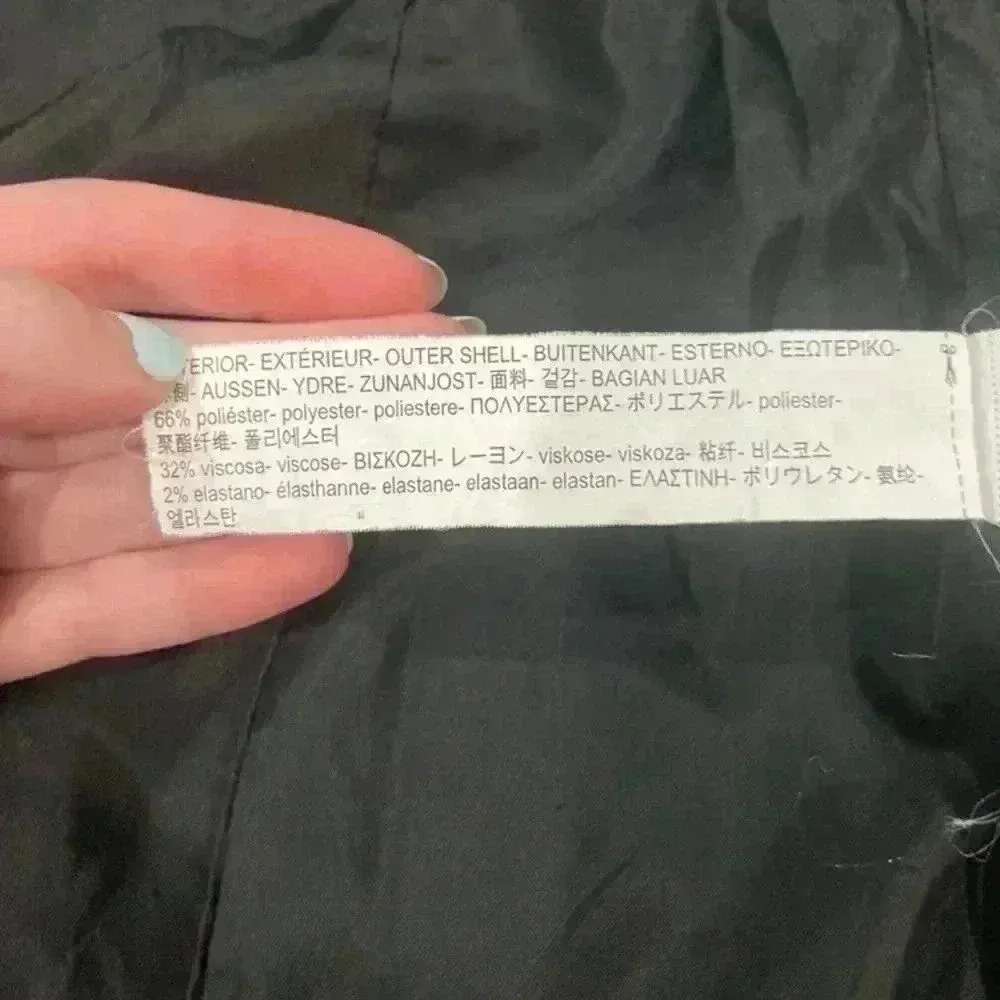 TERIOR- EXTÉRIEUR- OUTER SHELL- BUITENKANT- ESTERNO- ΕΞΩΤΕΡΙΚΟ-
側- AUSSEN- YDRE- ZUNANJOST- 面料- 겉감- BAGIAN LUAR
66% poliéster- polyester- poliestere- ΠΟΛΥΕΣΤΕΡΑΣ- ポリエステル- poliester-
聚酯纤维- 폴리에스터
32% viscosa- viscose- ΒΙΣΚΟΖΗ- レーヨン- viskose- viskoza- 粘纤- 비스코스
2% elastano- élasthanne- elastane- elastaan- elastan- ΕΛΑΣΤΙΝΗ- ポリウレタン- 氨纶-
엘라스탄